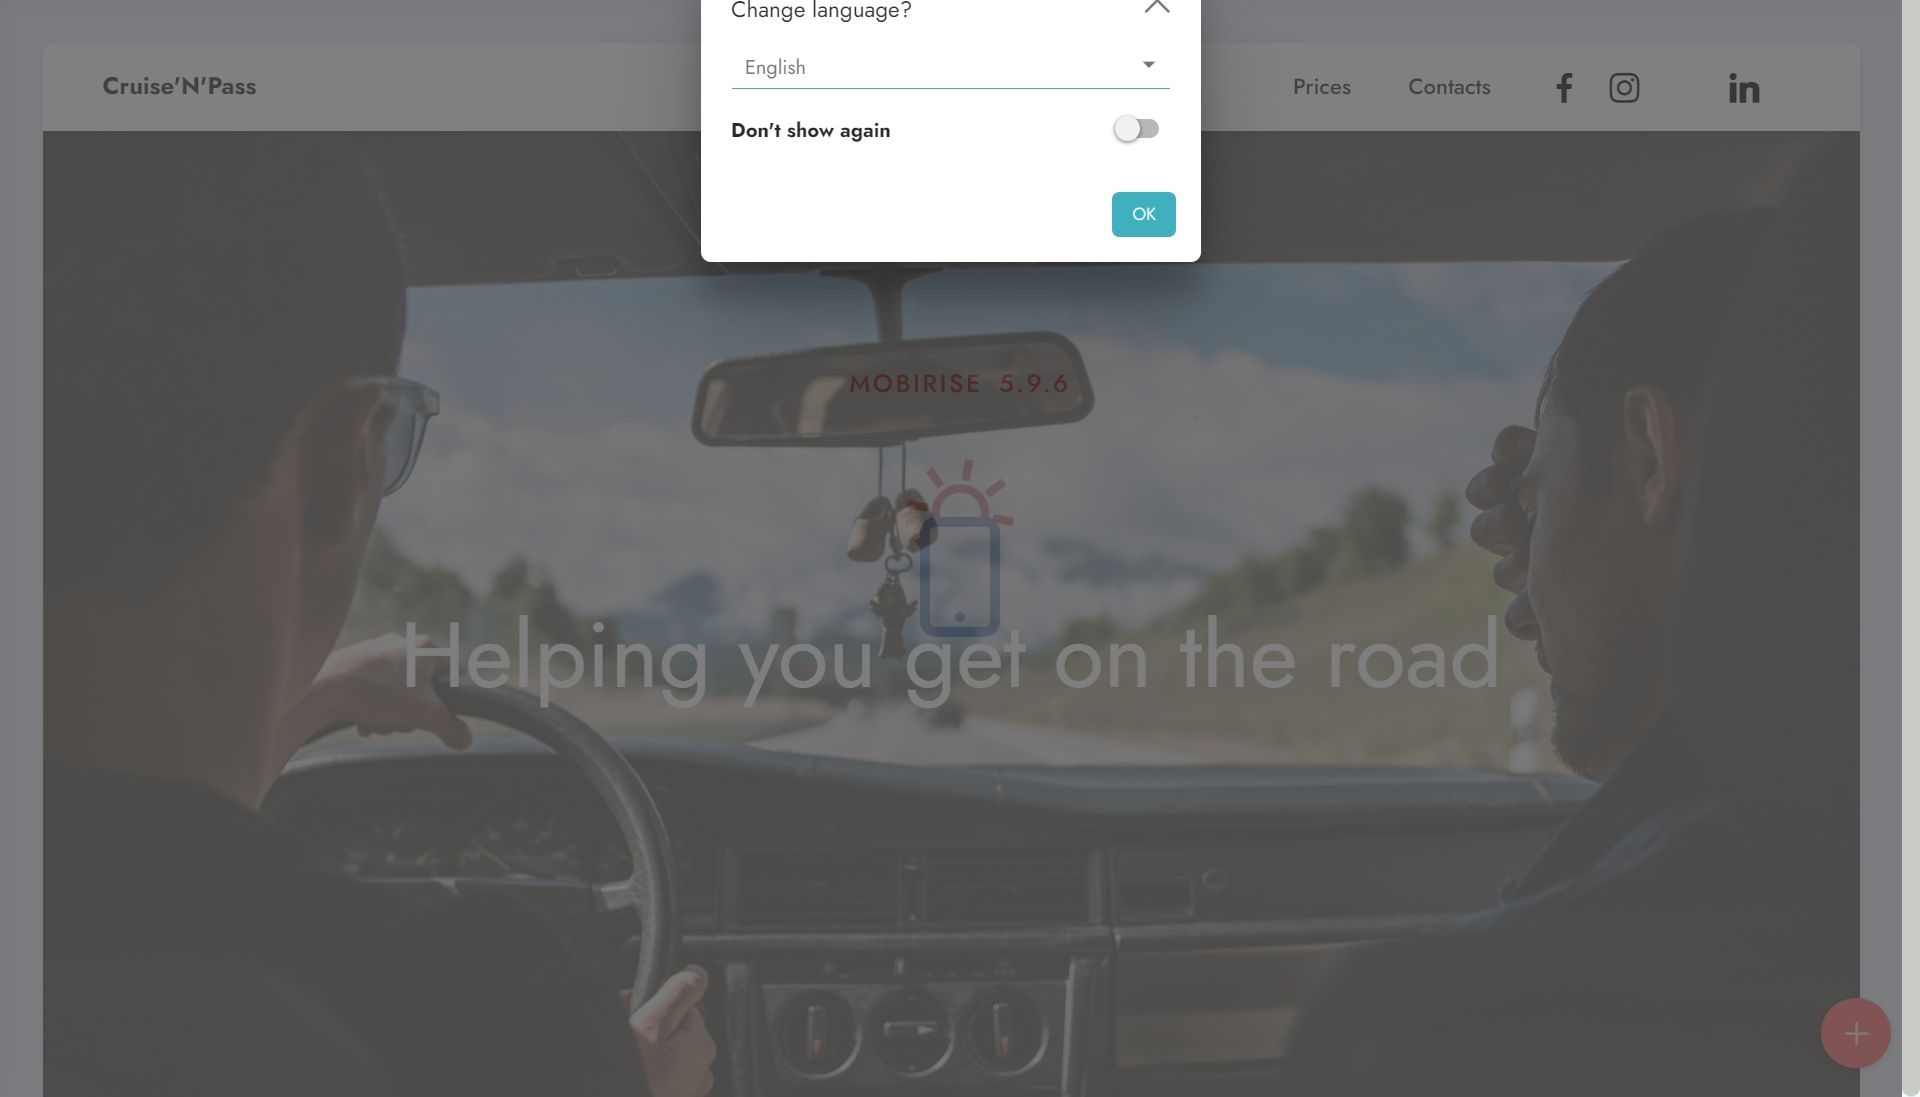 Change language?
English
Don't show again
OK
Cruise'N'Pass
Prices
Contacts
MOBIRISE 5.9.6
Helping you get on the road